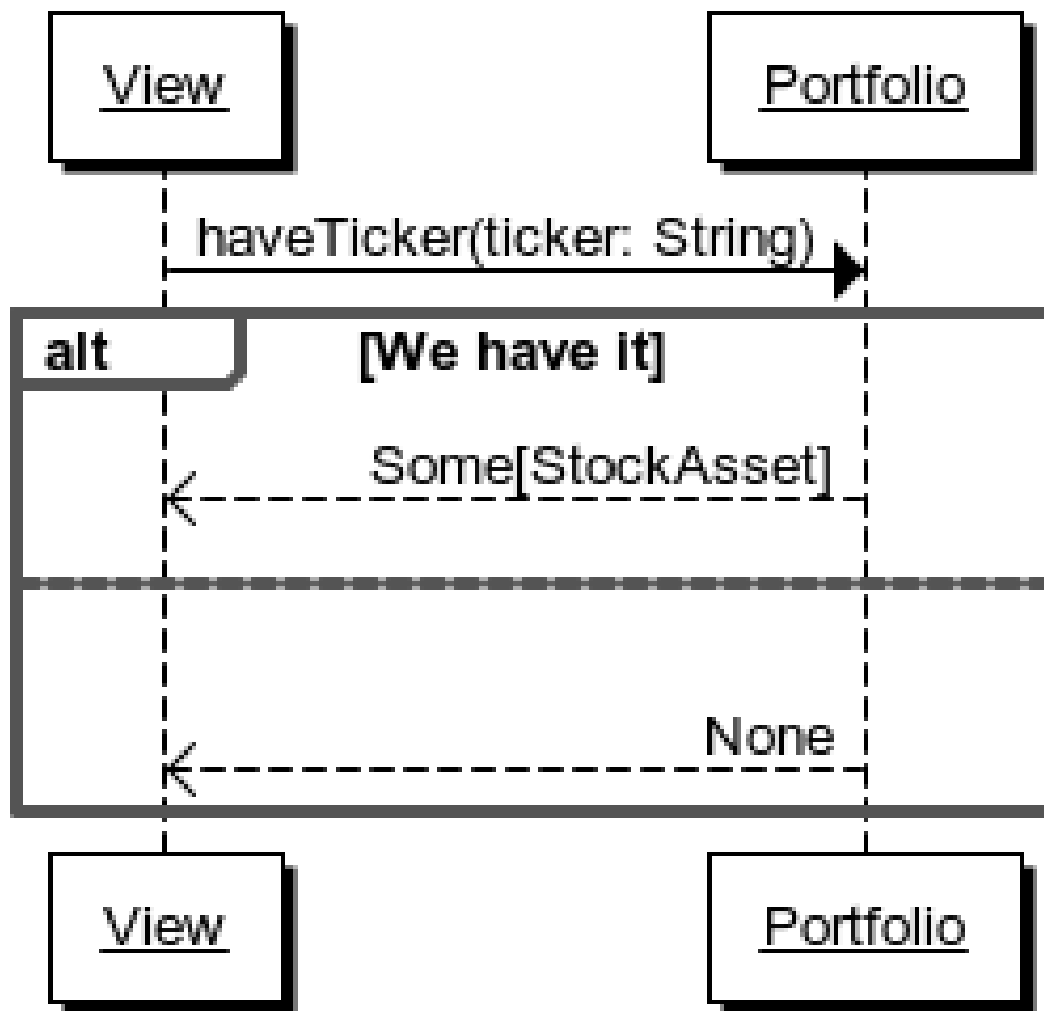 View
Portfolio
haveTicker(ticker: String)
alt
[We have it]
Some[StockAsset]
None
View
Portfolio